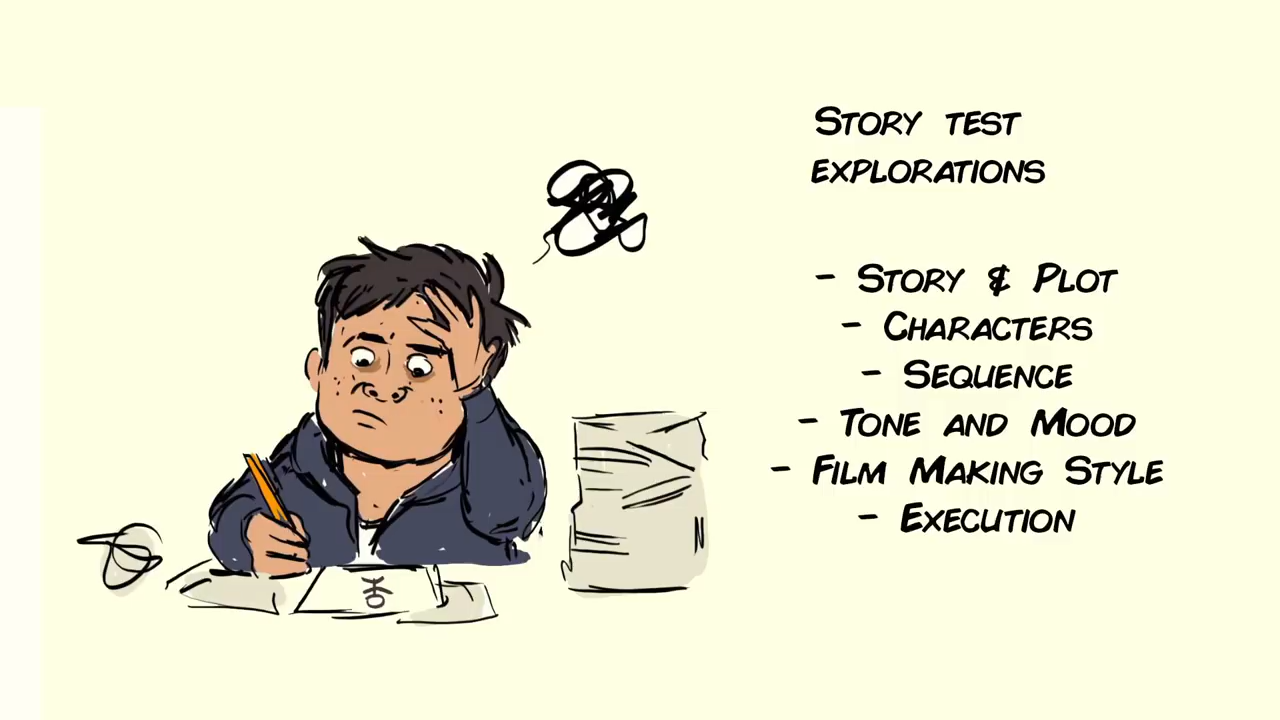 STORY TEST
EXPLORATIONS
- STORY & PLOT
- CHARACTERS
- SEQUENCE
- TONE AND MOOD
- FILM MAKING STYLE
- EXECUTION